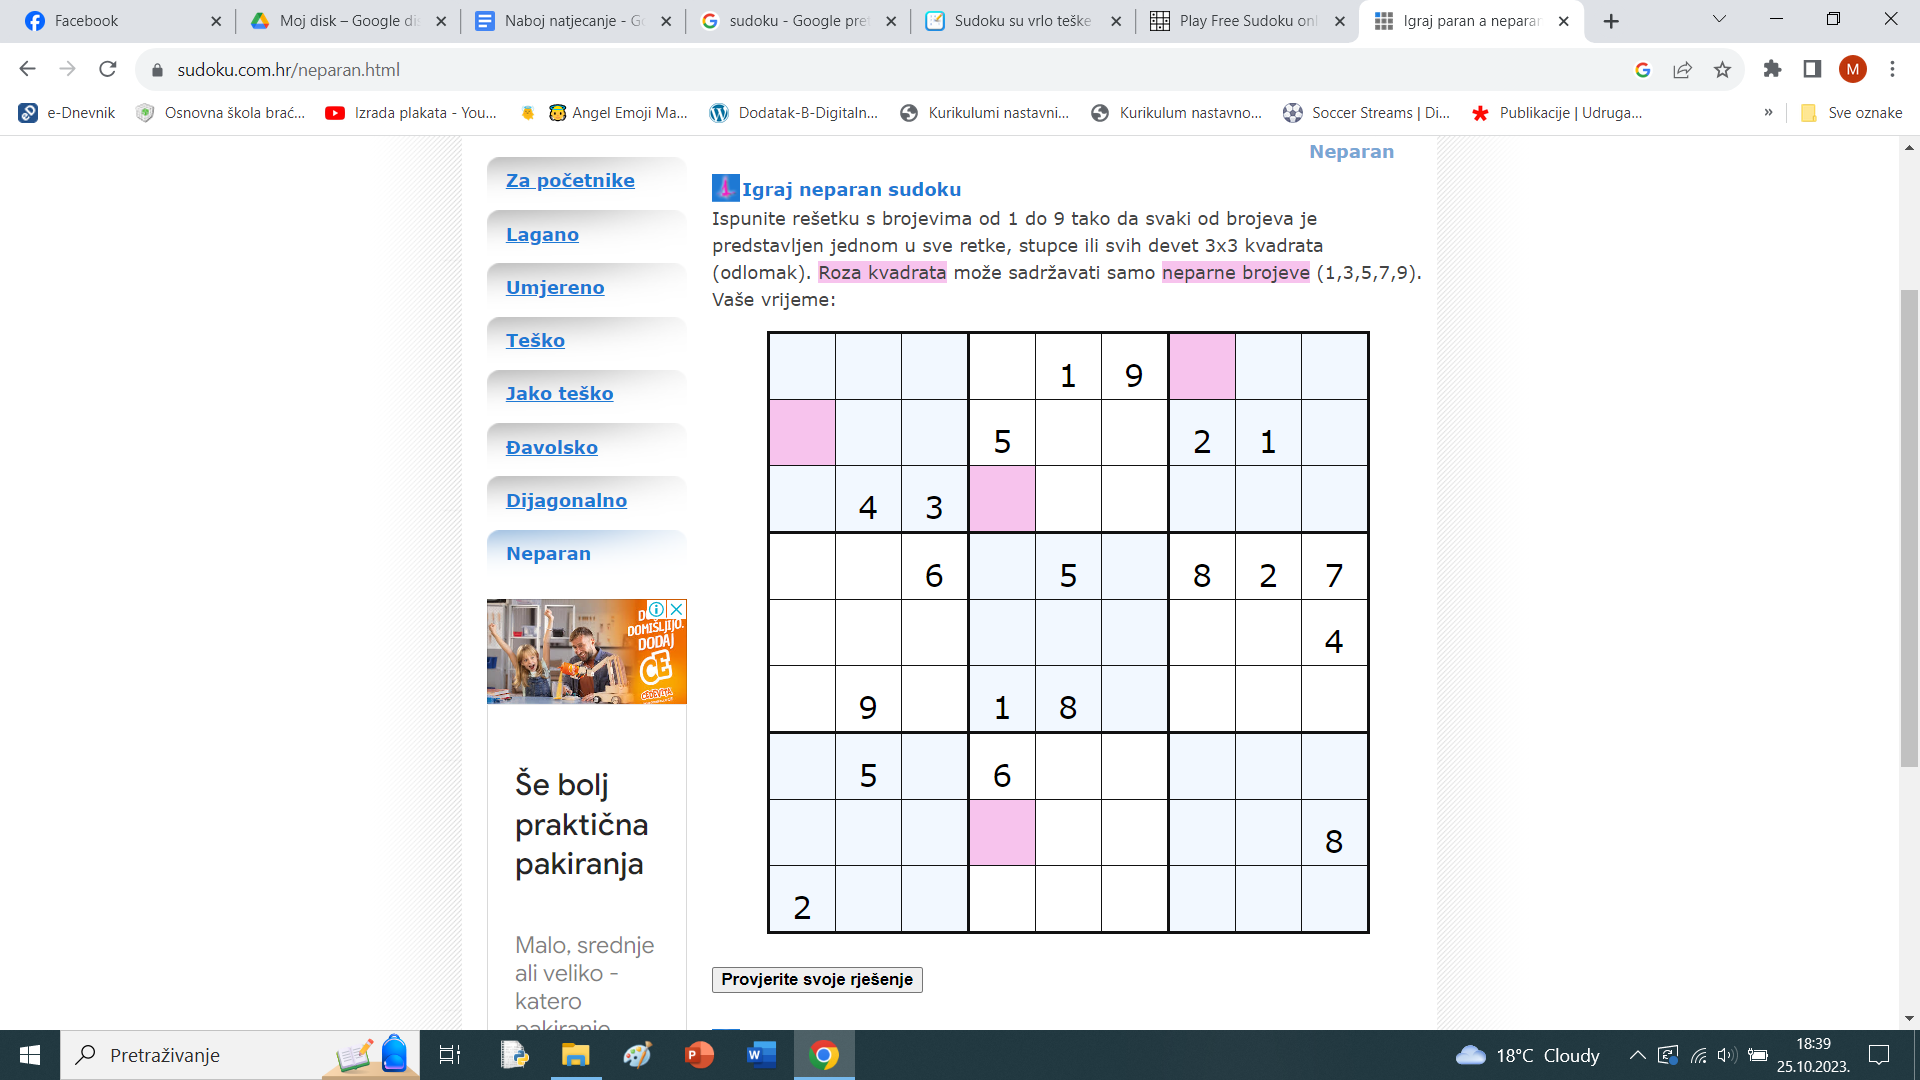 Facebook
Moj disk – Google di
Naboj natjecanje - G
sudoku - Google pre
Sudoku su vrlo teške
Play Free Sudoku on
Igraj paran a neparan
sudoku.com.hr/neparan.html
M
e-Dnevnik
Osnovna škola brać...
Izrada plakata - You...
Angel Emoji Ma...
Dodatak-B-Digitaln...
Kurikulumi nastavni...
Kurikulum nastavno...
Soccer Streams | Di...
Publikacije | Udruga...
»
Sve oznake
Neparan
Za početnike
Lagano
Umjereno
Teško
Jako teško
Đavolsko
Dijagonalno
Neparan
Igraj neparan sudoku
Ispunite rešetku s brojevima od 1 do 9 tako da svaki od brojeva je
predstavljen jednom u sve retke, stupce ili svih devet 3x3 kvadrata
(odlomak). Roza kvadrata može sadržavati samo neparne brojeve (1,3,5,7,9).
Vaše vrijeme:
1 9
5 2 1
4 3
6 5 8 2 7
4
9 1 8
5 6
8
2
DOMIŠLJIJO.
DODAJ
CE
CEDEVITA
Še bolj
praktična
pakiranja
Malo, srednje
ali veliko -
katero
pakiranje
Provjerite svoje rješenje
Pretraživanje
P
W
18°C Cloudy
18:39
25.10.2023.